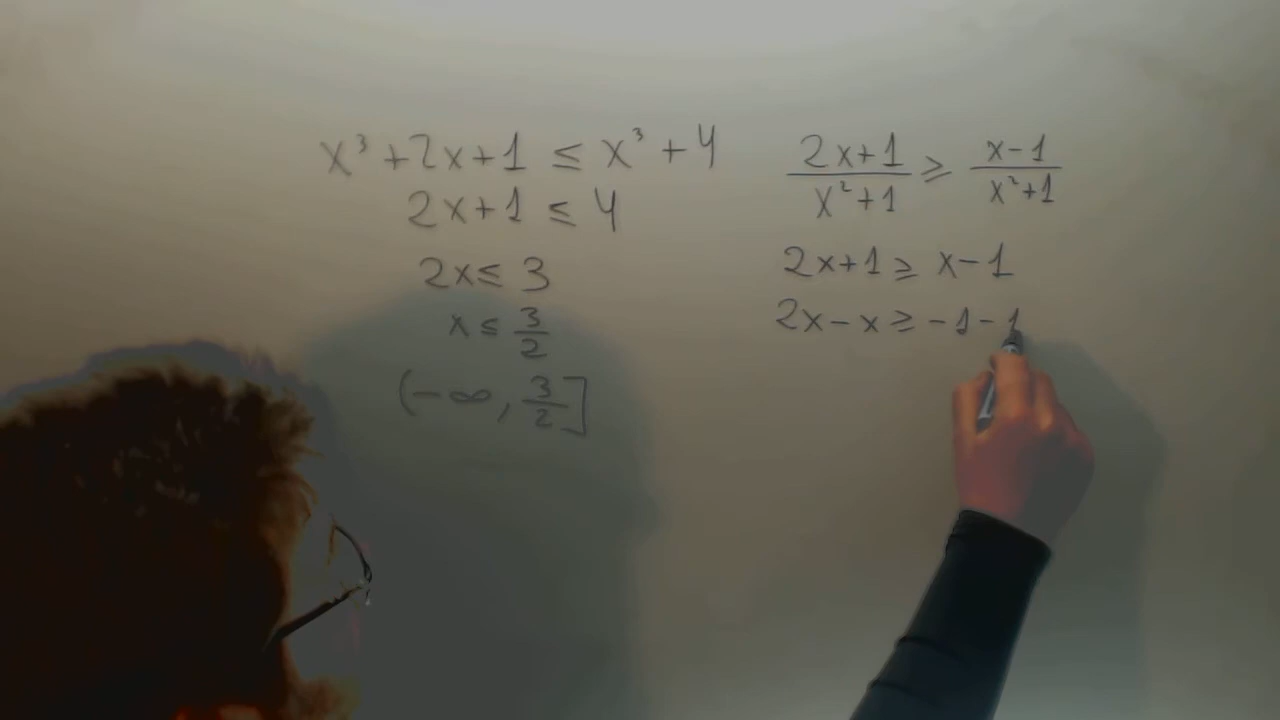 x³+2x+1 ≤ x³+4
2x+1 ≤ 4
2x ≤ 3
x ≤ 3/2
(-∞, 3/2]
(2x+1)/(x²+1) ≥ (x-1)/(x²+1)
2x+1 ≥ x-1
2x-x ≥ -1-1